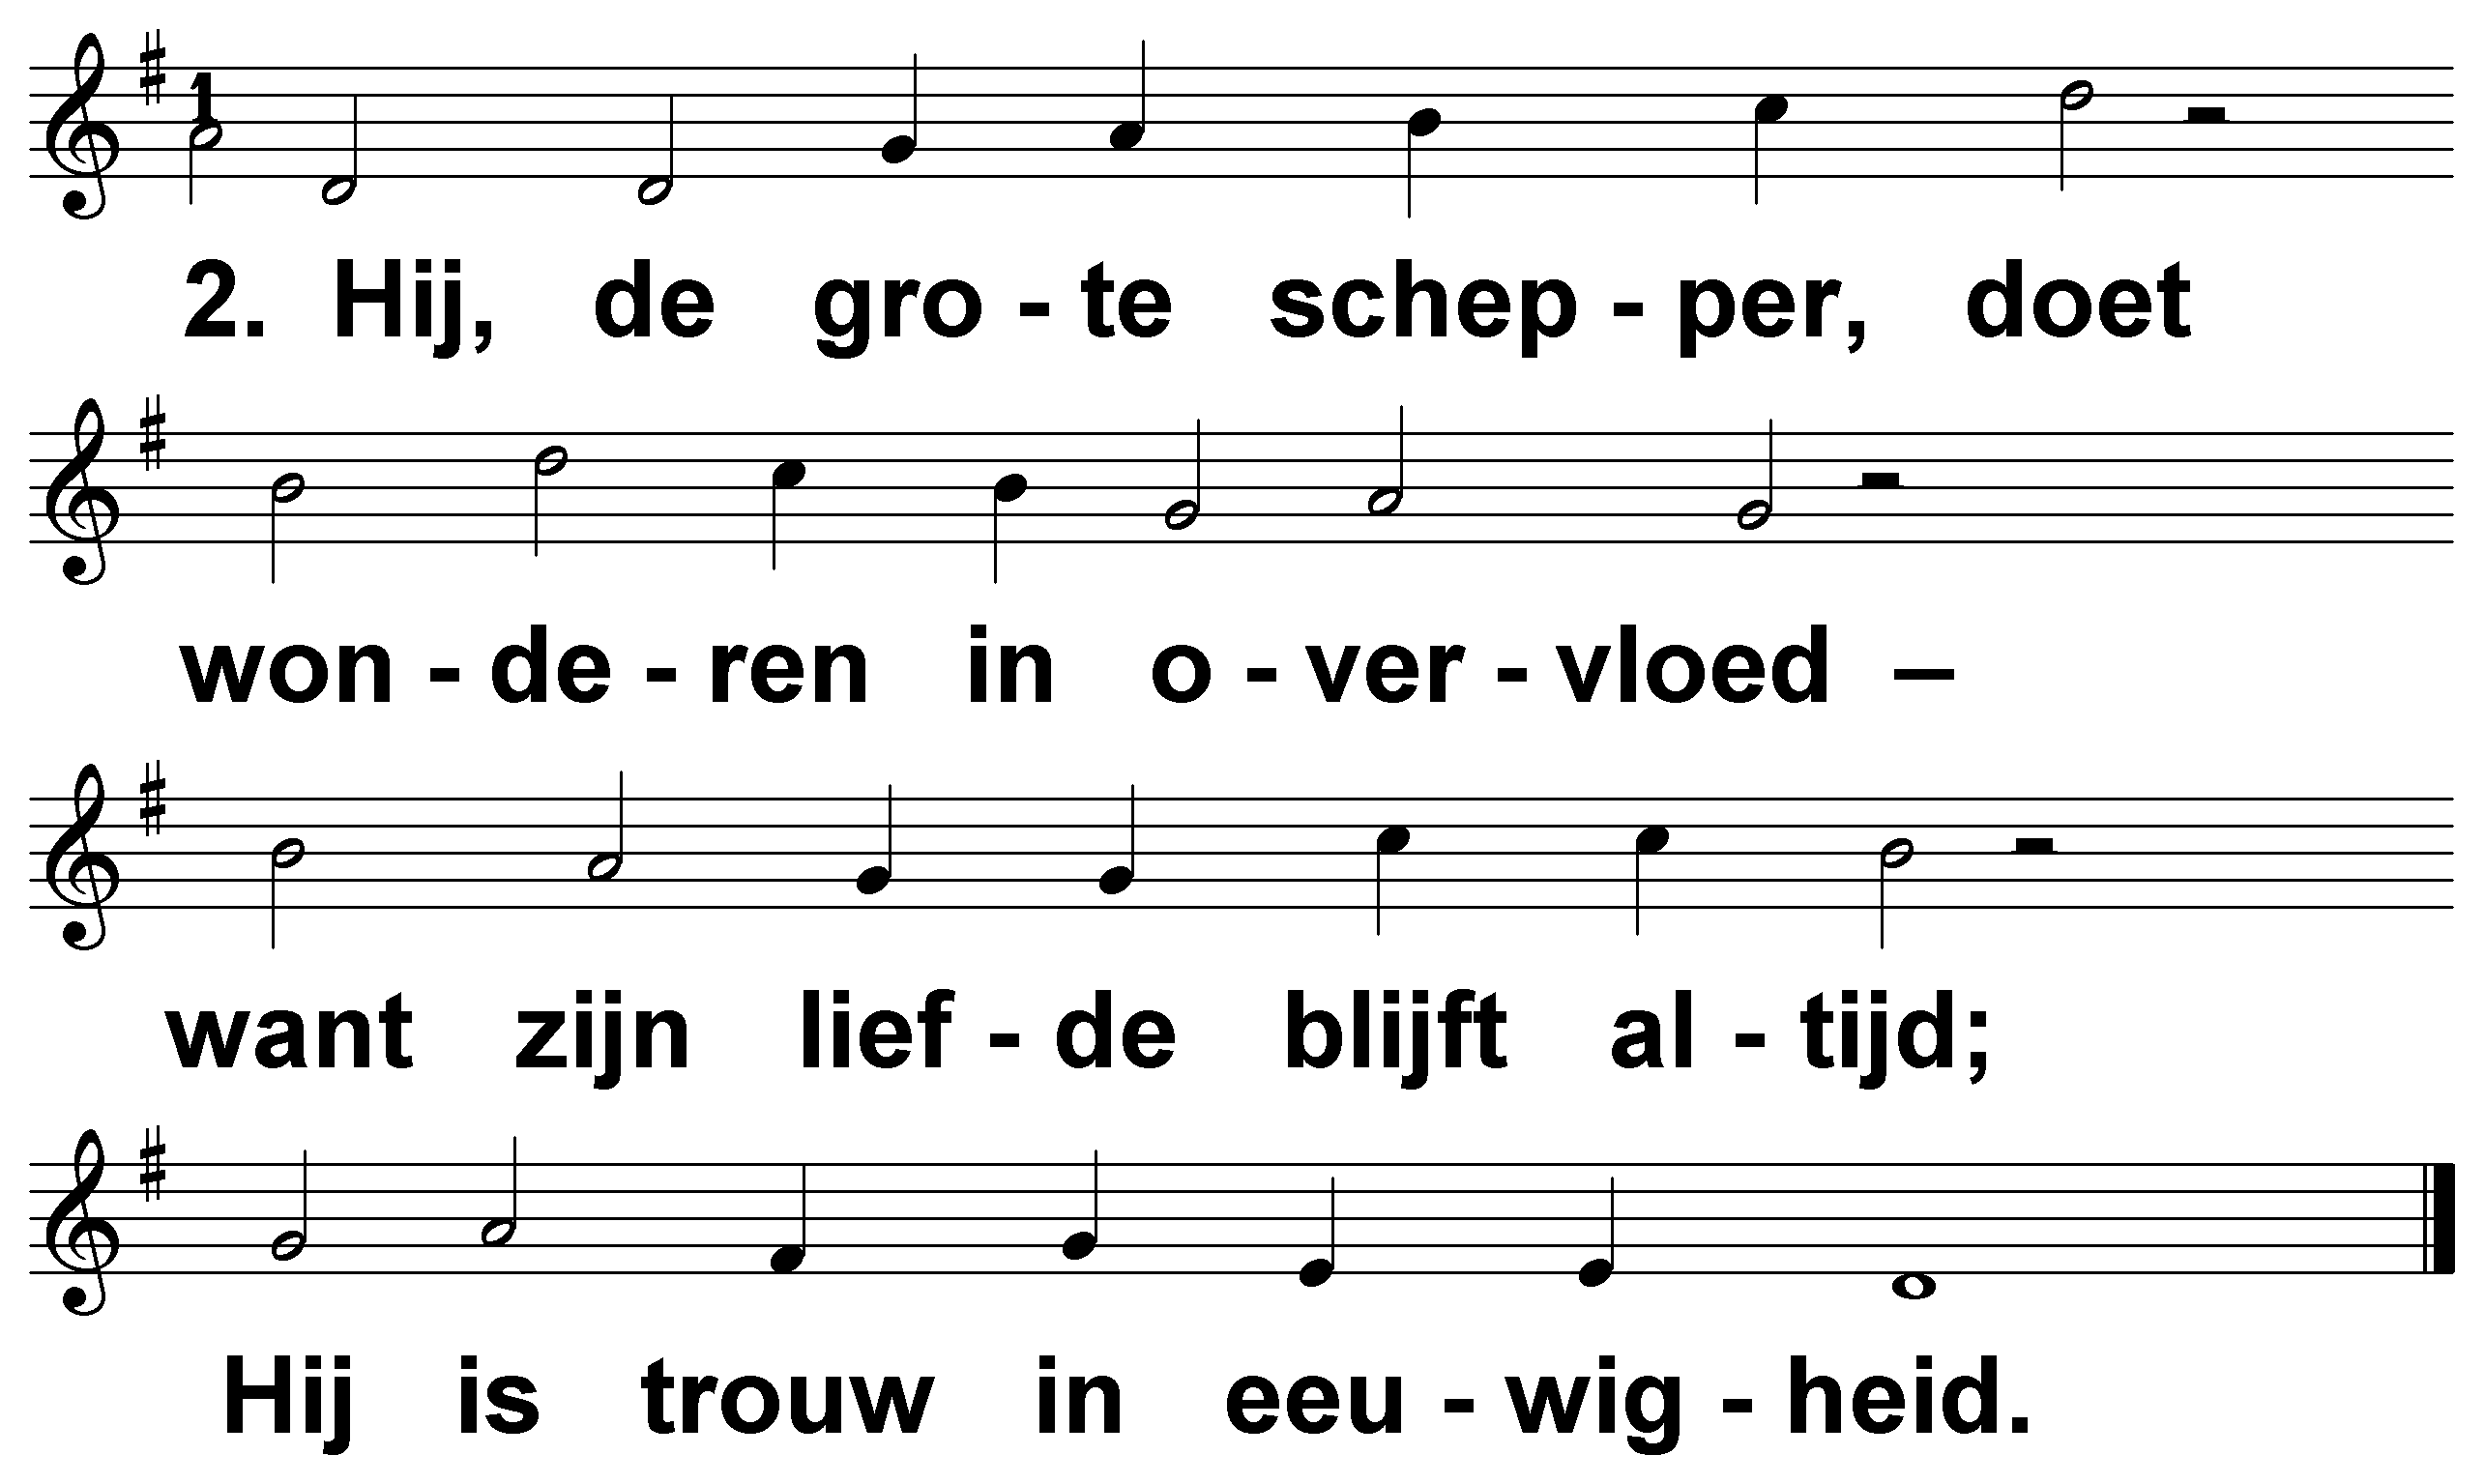 1
2. Hij, de gro - te schep - per, doet
won - de - ren in o - ver - vloed –
want zijn lief - de blijft al - tijd;
Hij is trouw in eeu - wig - heid.